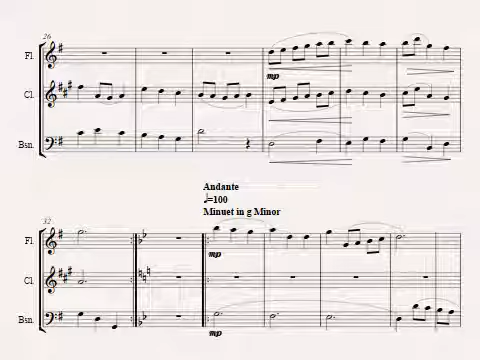 26
Fl.
mp
Cl.
Bsn.
Andante
♩=100
Minuet in g Minor
32
Fl.
mp
Cl.
Bsn.
mp